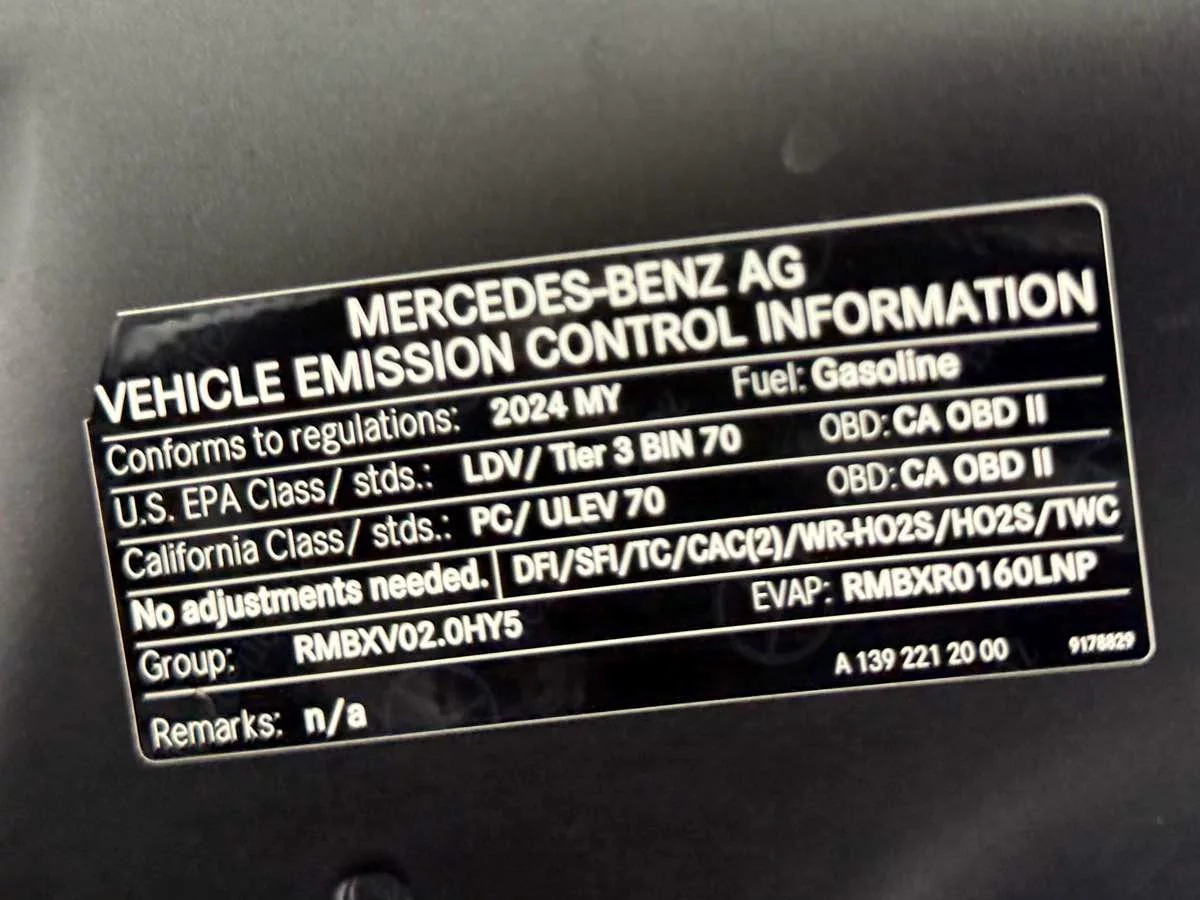 MERCEDES-BENZ AG
VEHICLE EMISSION CONTROL INFORMATION
Conforms to regulations: 2024 MY Fuel: Gasoline
U.S. EPA Class/ stds.: LDV/ Tier 3 BIN 70 OBD: CA OBD II
California Class/ stds.: PC/ ULEV 70 OBD: CA OBD II
No adjustments needed. DFI/SFI/TC/CAC(2)/WR-HO2S/HO2S/TWC
Group: RMBXV02.0HY5 EVAP: RMBXR0160LNP
Remarks: n/a A 139 221 20 00 9178829